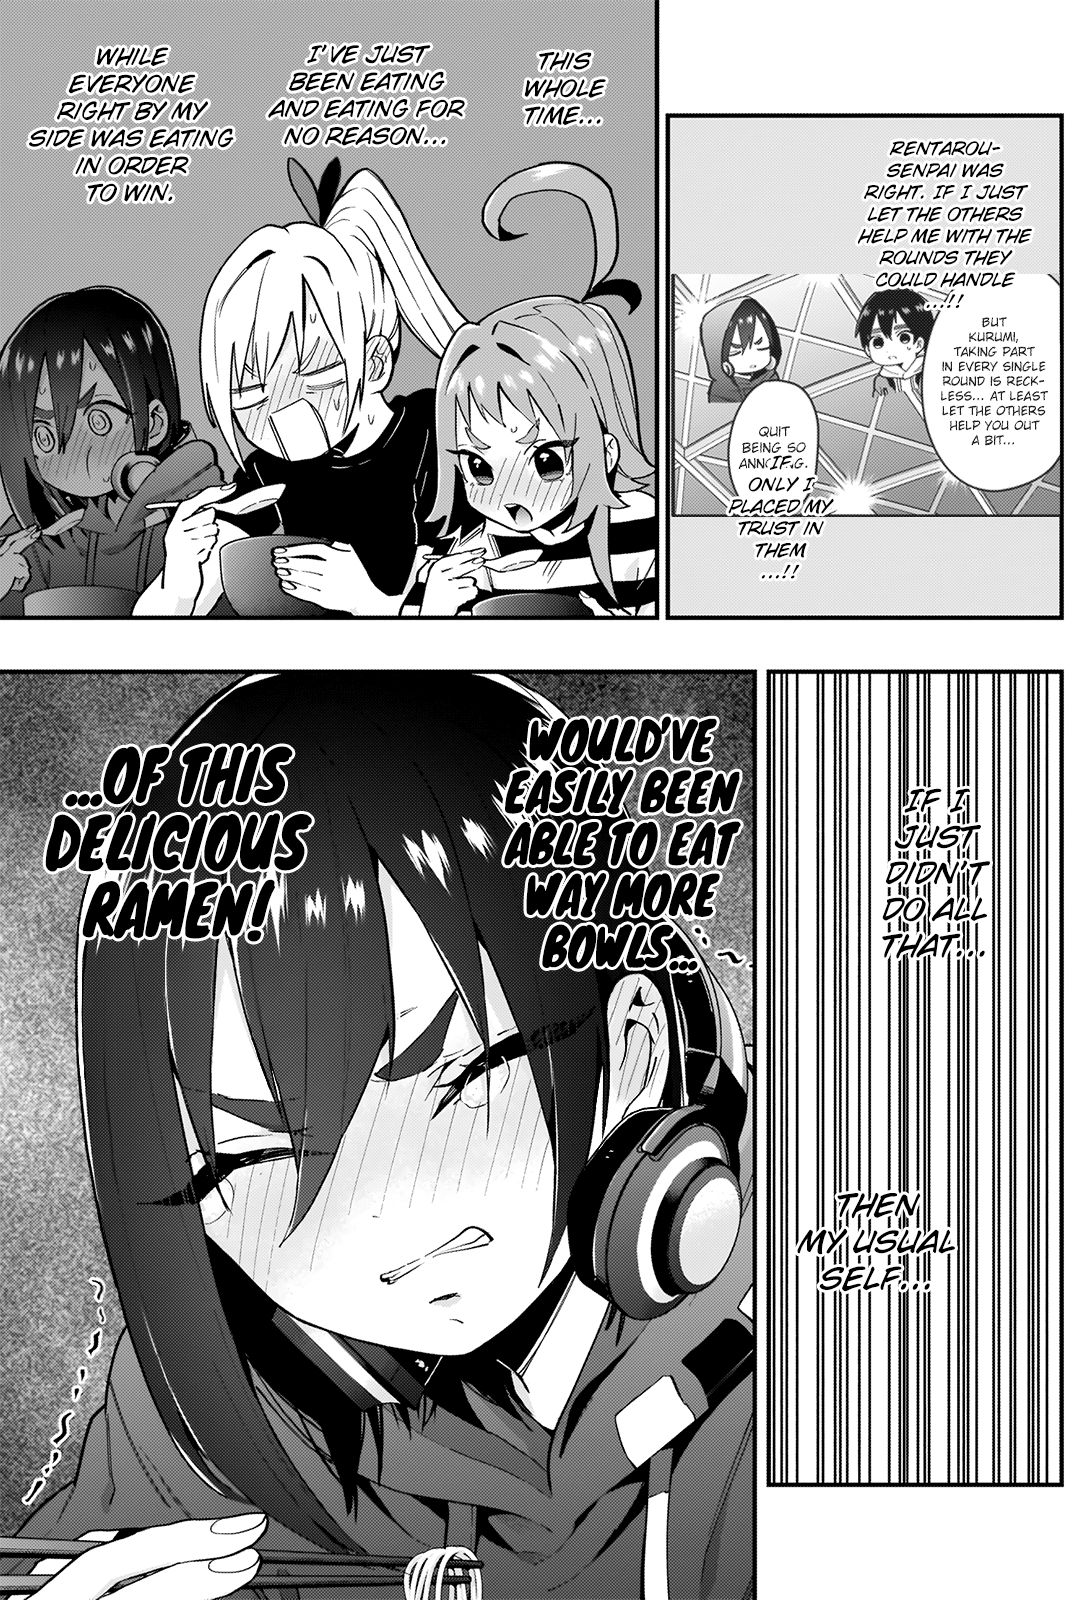 RENTAROU-
SENPAI WAS
RIGHT. IF I JUST
LET THE OTHERS
HELP ME WITH THE
ROUNDS THEY
COULD HANDLE
...!!
BUT
KURUMI,
TAKING PART
IN EVERY SINGLE
ROUND IS RECK-
LESS... AT LEAST
LET THE OTHERS
HELP YOU OUT
A BIT...
QUIT
BEING SO
IF
ONLY I
PLACED MY
TRUST IN
THEM
...!!
THIS
WHOLE
TIME...
I'VE JUST
BEEN EATING
AND EATING FOR
NO REASON...
WHILE
EVERYONE
RIGHT BY MY
SIDE WAS EATING
IN ORDER
TO WIN.
IF I
JUST
DIDN'T
DO ALL
THAT...
THEN
MY USUAL
SELF...
WOULD'VE
EASILY BEEN
ABLE TO EAT
WAY MORE
BOWLS...
...OF THIS
DELICIOUS
RAMEN!